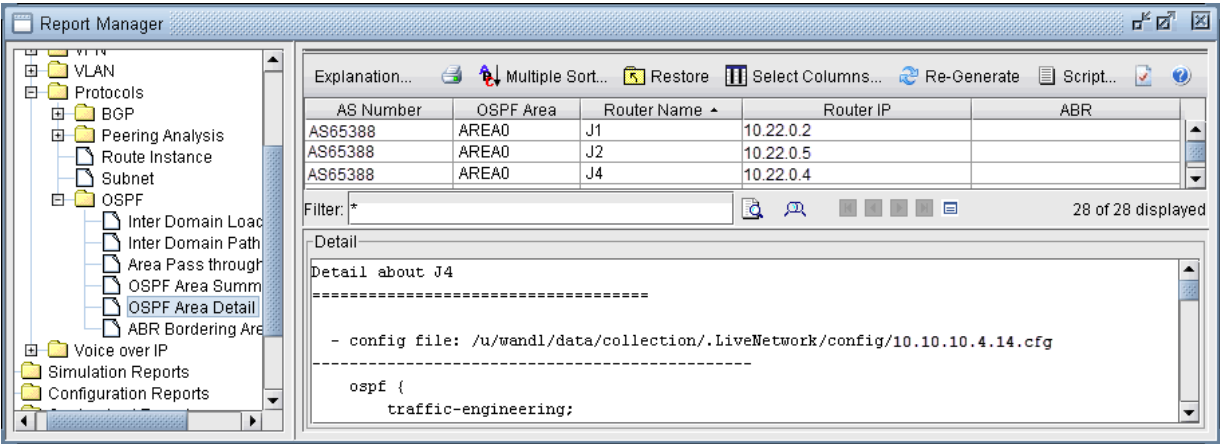 Report Manager
VPN
VLAN
Protocols
BGP
Peering Analysis
Route Instance
Subnet
OSPF
Inter Domain Load
Inter Domain Path
Area Pass through
OSPF Area Summ
OSPF Area Detail
ABR Bordering Are
Voice over IP
Simulation Reports
Configuration Reports
Explanation... Multiple Sort... Restore Select Columns... Re-Generate Script...
AS Number OSPF Area Router Name Router IP ABR
AS65388 AREA0 J1 10.22.0.2
AS65388 AREA0 J2 10.22.0.5
AS65388 AREA0 J4 10.22.0.4
Filter: * 28 of 28 displayed
Detail
Detail about J4
====================================
- config file: /u/wandl/data/collection/.LiveNetwork/config/10.10.10.4.14.cfg
-----------------------------------------------
ospf {
traffic-engineering;